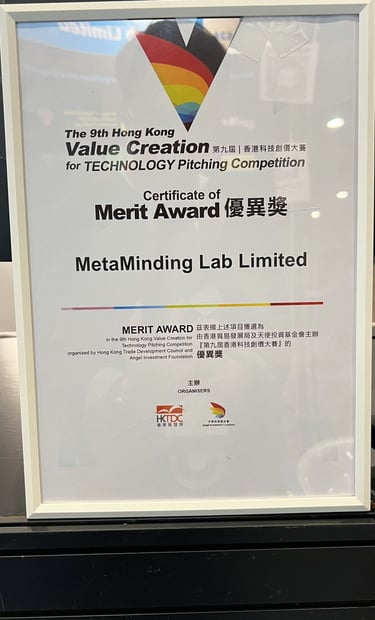 The 9th Hong Kong
Value Creation 第九屆 | 香港科技創價大賽
for TECHNOLOGY Pitching Competition
Certificate of
Merit Award 優異獎
MetaMinding Lab Limited
MERIT AWARD
in the 9th Hong Kong Value Creation for
Technology Pitching Competition
organised by Hong Kong Trade Development Council and
Angel Investment Foundation
茲表揚上述項目獲選為
由香港貿易發展局及天使投資基金會主辦
『第九屆香港科技創價大賽』的
優異獎
主辦
ORGANISERS
HKTDC
香港貿發局
Angel Investment Foundation